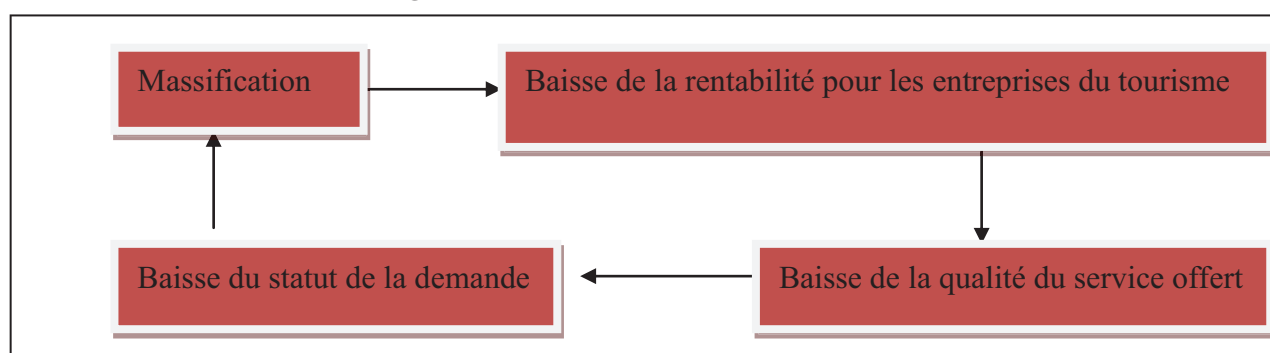 Massification
Baisse de la rentabilité pour les entreprises du tourisme
Baisse du statut de la demande
Baisse de la qualité du service offert